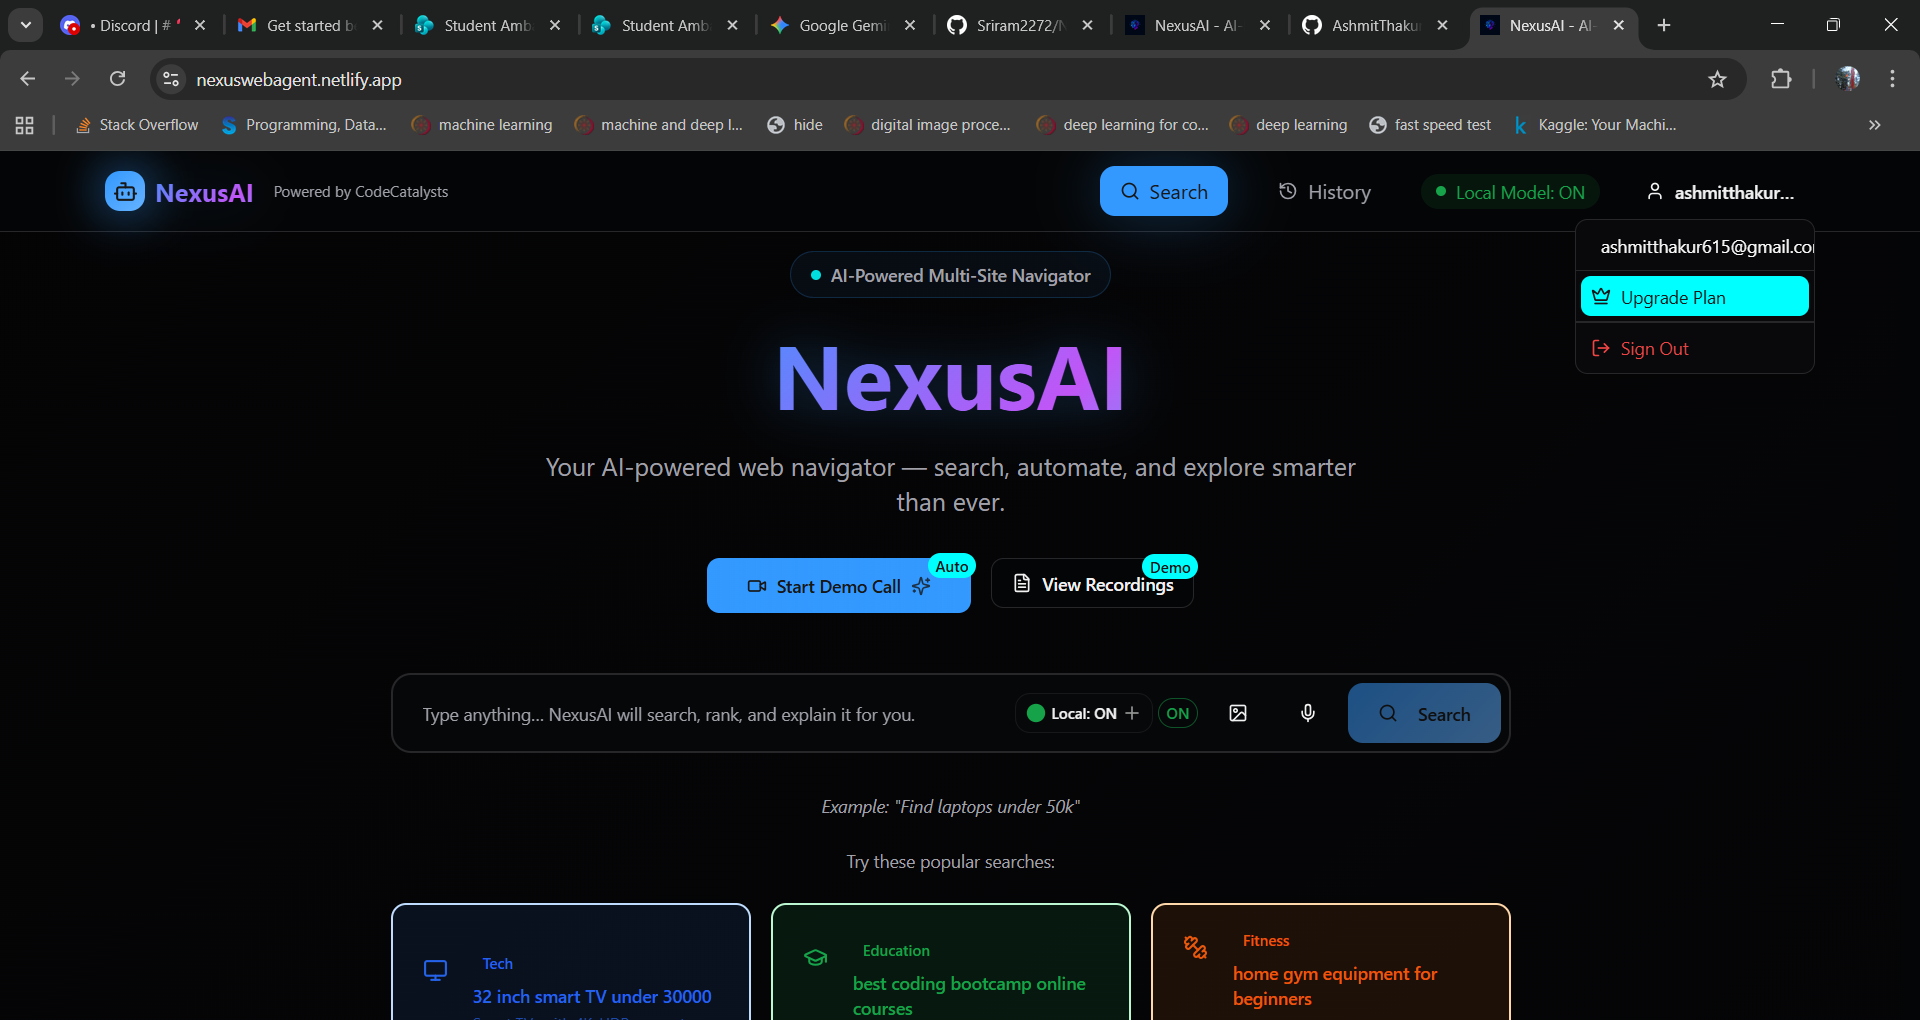 • Discord | #
Get started b
Student Amb
Student Amb
Google Gemi
Sriram2272/N
NexusAI - AI-
AshmitThaku
NexusAI - AI-
nexuswebagent.netlify.app
Stack Overflow
Programming, Data...
machine learning
machine and deep l...
hide
digital image proce...
deep learning for co...
deep learning
fast speed test
Kaggle: Your Machi...
NexusAI
Powered by CodeCatalysts
Search
History
Local Model: ON
ashmitthakur...
ashmitthakur615@gmail.co
Upgrade Plan
Sign Out
AI-Powered Multi-Site Navigator
NexusAI
Your AI-powered web navigator — search, automate, and explore smarter
than ever.
Auto
Start Demo Call
Demo
View Recordings
Type anything... NexusAI will search, rank, and explain it for you.
Local: ON
ON
Search
Example: "Find laptops under 50k"
Try these popular searches:
Tech
32 inch smart TV under 30000
Education
best coding bootcamp online
courses
Fitness
home gym equipment for
beginners